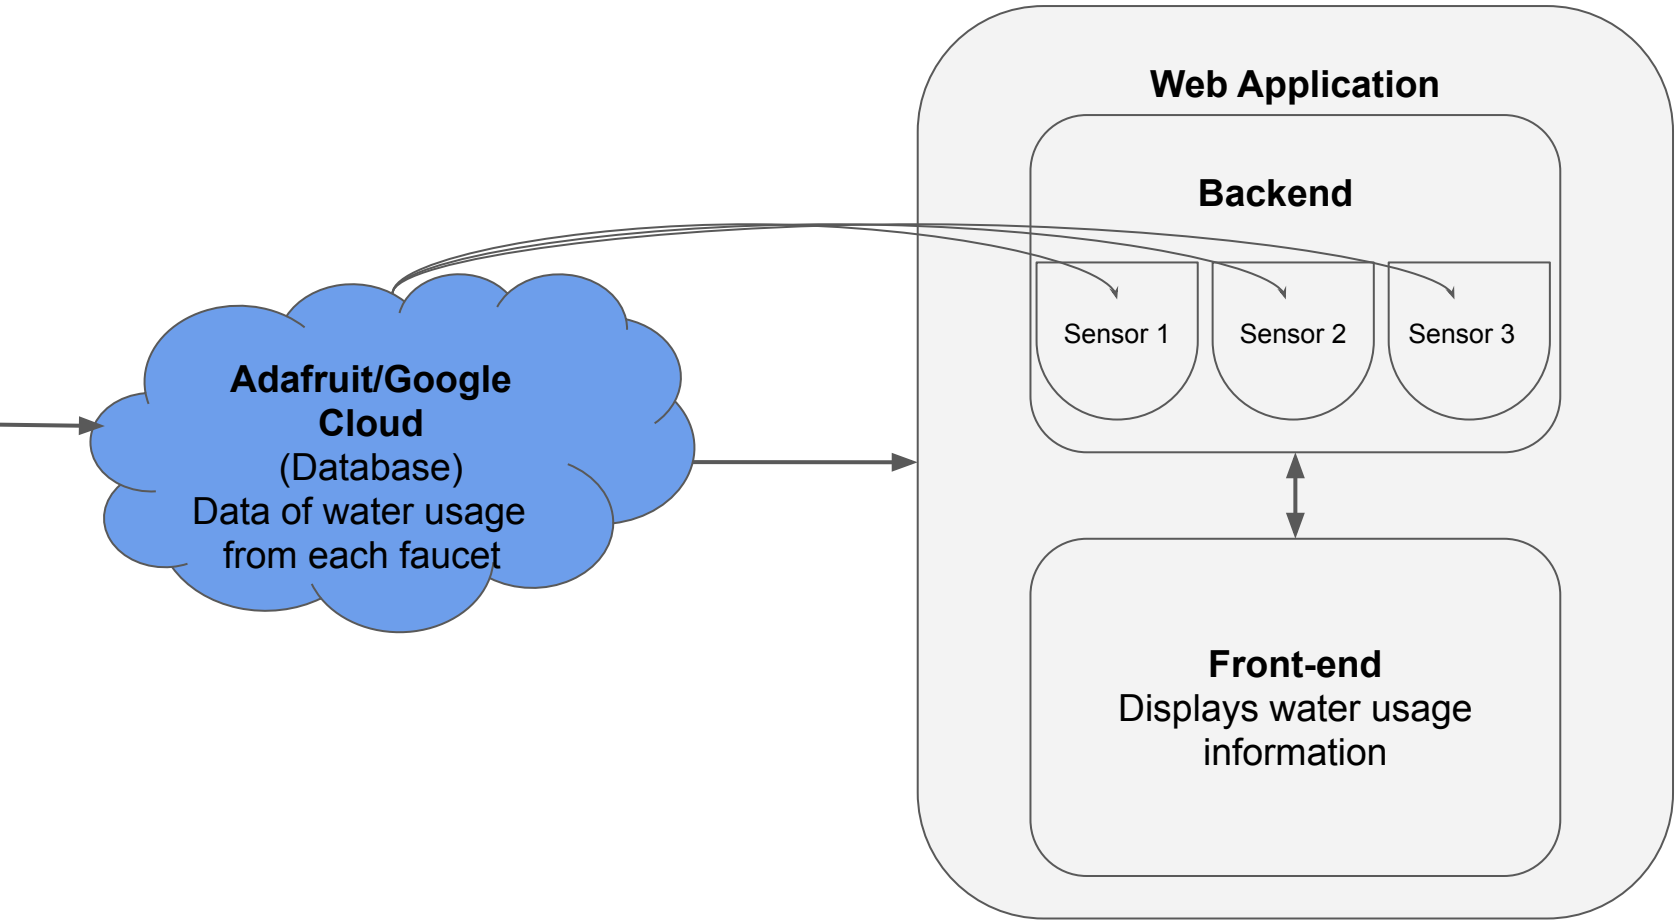 Web Application
Backend
Sensor 1
Sensor 2
Sensor 3
Adafruit/Google
Cloud
(Database)
Data of water usage
from each faucet
Front-end
Displays water usage
information